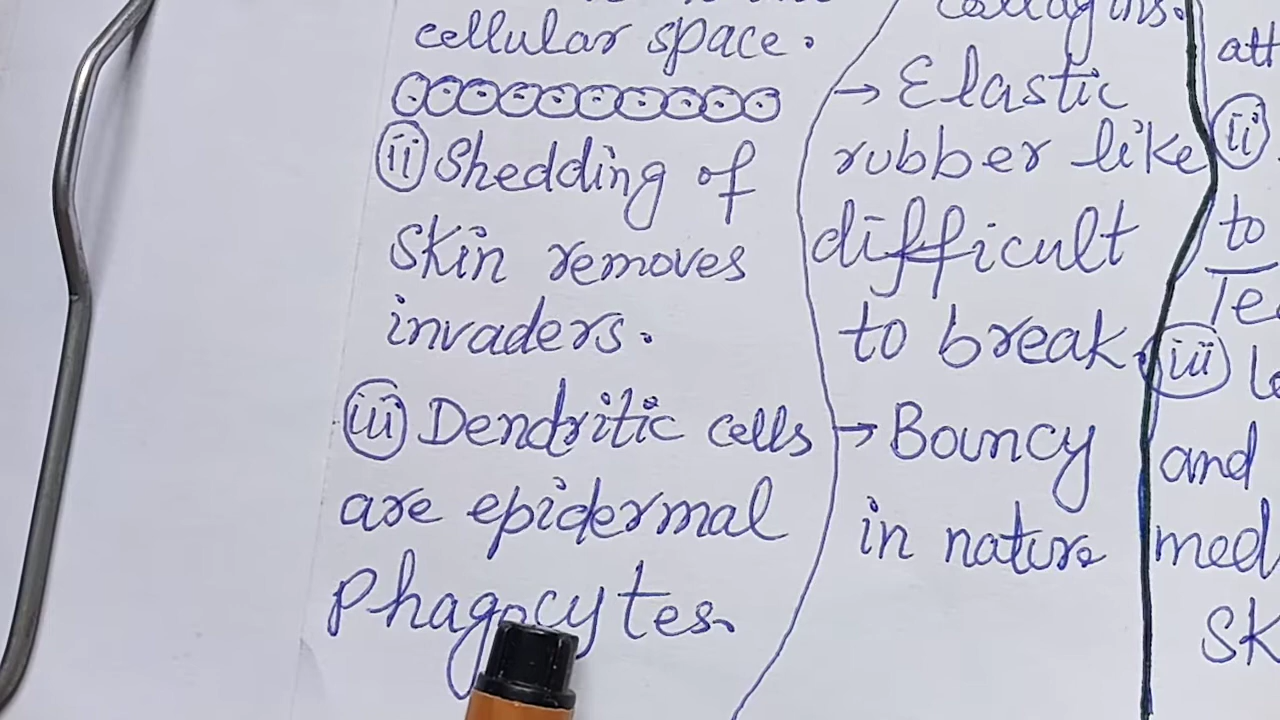 cellular space.
(ii) Shedding of
skin removes
invaders.
(iii) Dendritic cells
are epidermal
phagocytes.
→ Elastic
rubber like
difficult
to break.
→ Bouncy
in nature
(ii)
to
(iii)
and